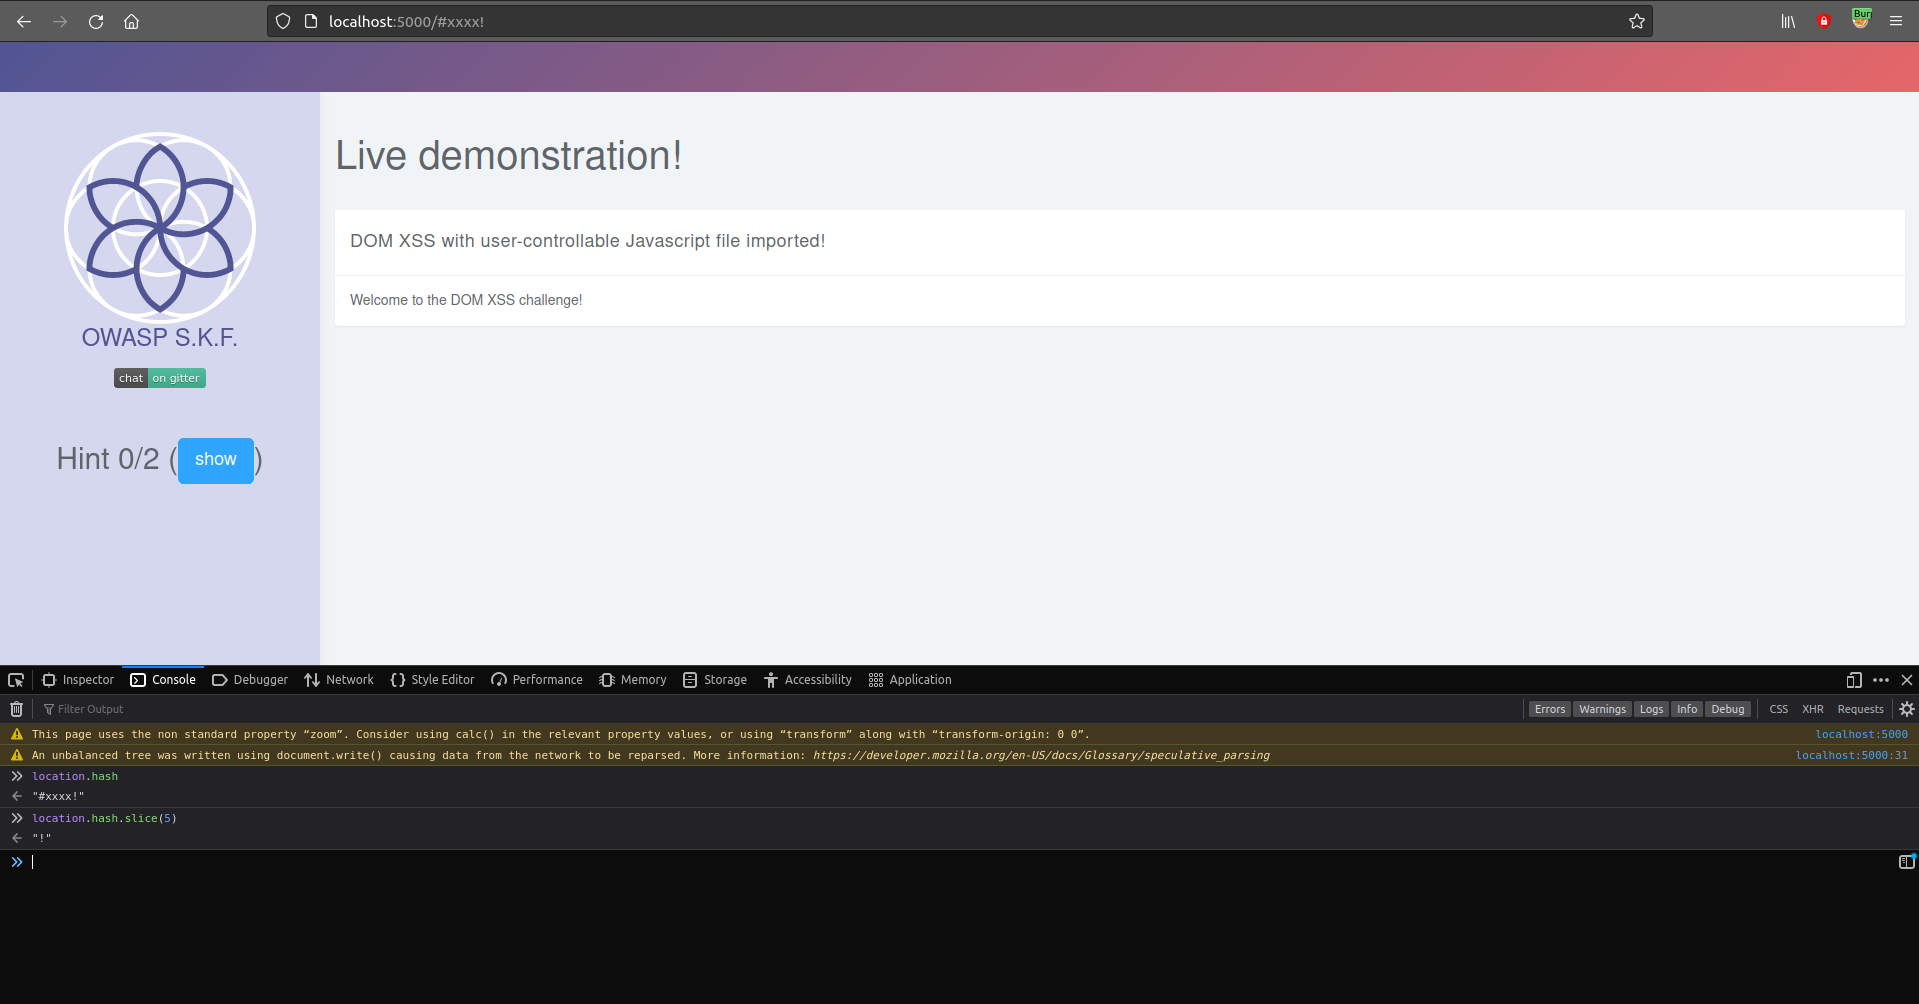 localhost:5000/#xxxx!
Live demonstration!
DOM XSS with user-controllable Javascript file imported!
Welcome to the DOM XSS challenge!
OWASP S.K.F.
chat on gitter
Hint 0/2 (show)
Inspector Console Debugger Network Style Editor Performance Memory Storage Accessibility Application
Filter Output Errors Warnings Logs Info Debug CSS XHR Requests
This page uses the non standard property “zoom”. Consider using calc() in the relevant property values, or using “transform” along with “transform-origin: 0 0”. localhost:5000
An unbalanced tree was written using document.write() causing data from the network to be reparsed. More information: https://developer.mozilla.org/en-US/docs/Glossary/speculative_parsing localhost:5000:31
location.hash
"#xxxx!"
location.hash.slice(5)
"!"